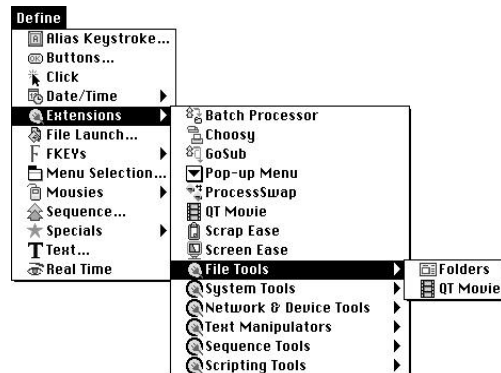 Define
Alias Keystroke...
Buttons...
Click
Date/Time
Extensions
File Launch...
FKEYs
Menu Selection...
Mousies
Sequence...
Specials
Text...
Real Time
Batch Processor
Choosy
GoSub
Pop-up Menu
ProcessSwap
QT Movie
Scrap Ease
Screen Ease
File Tools
System Tools
Network & Device Tools
Text Manipulators
Sequence Tools
Scripting Tools
Folders
QT Movie